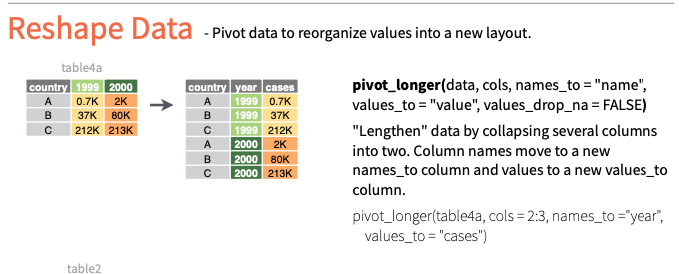 Reshape Data - Pivot data to reorganize values into a new layout.
table4a
country 1999 2000
A 0.7K 2K
B 37K 80K
C 212K 213K
country year cases
A 1999 0.7K
B 1999 37K
C 1999 212K
A 2000 2K
B 2000 80K
C 2000 213K
pivot_longer(data, cols, names_to = "name",
values_to = "value", values_drop_na = FALSE)
"Lengthen" data by collapsing several columns
into two. Column names move to a new
names_to column and values to a new values_to
column.
pivot_longer(table4a, cols = 2:3, names_to ="year",
values_to = "cases")
table2